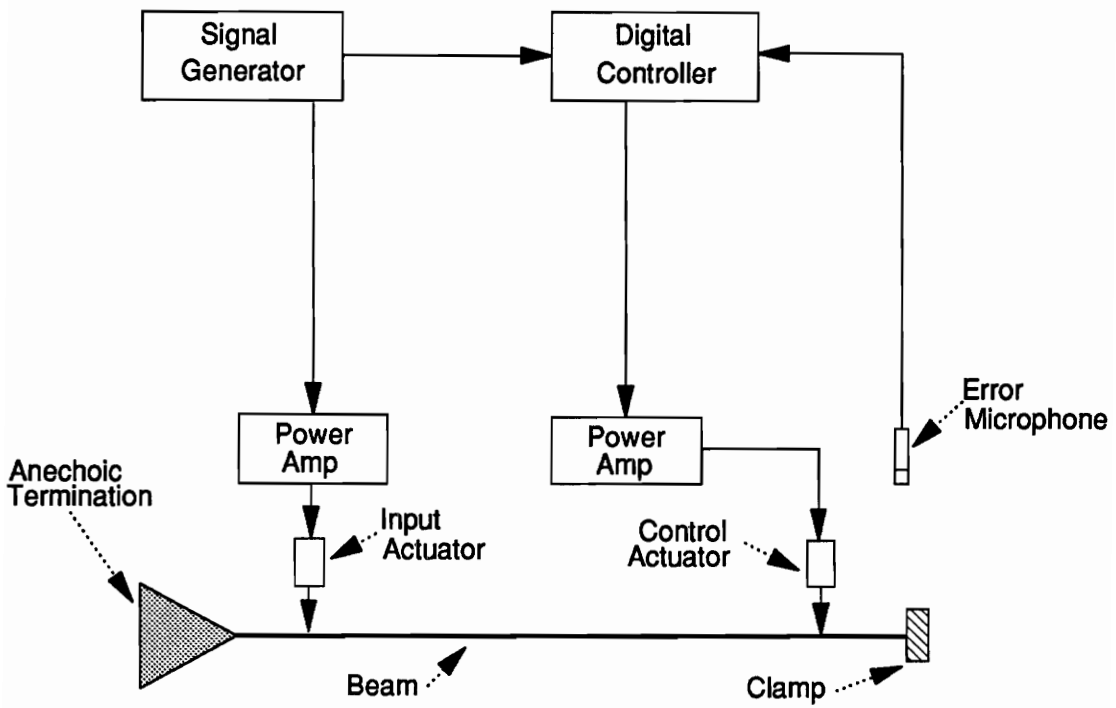 Signal
Generator
Digital
Controller
Error
Microphone
Power
Amp
Power
Amp
Anechoic
Termination
Input
Actuator
Control
Actuator
Beam
Clamp